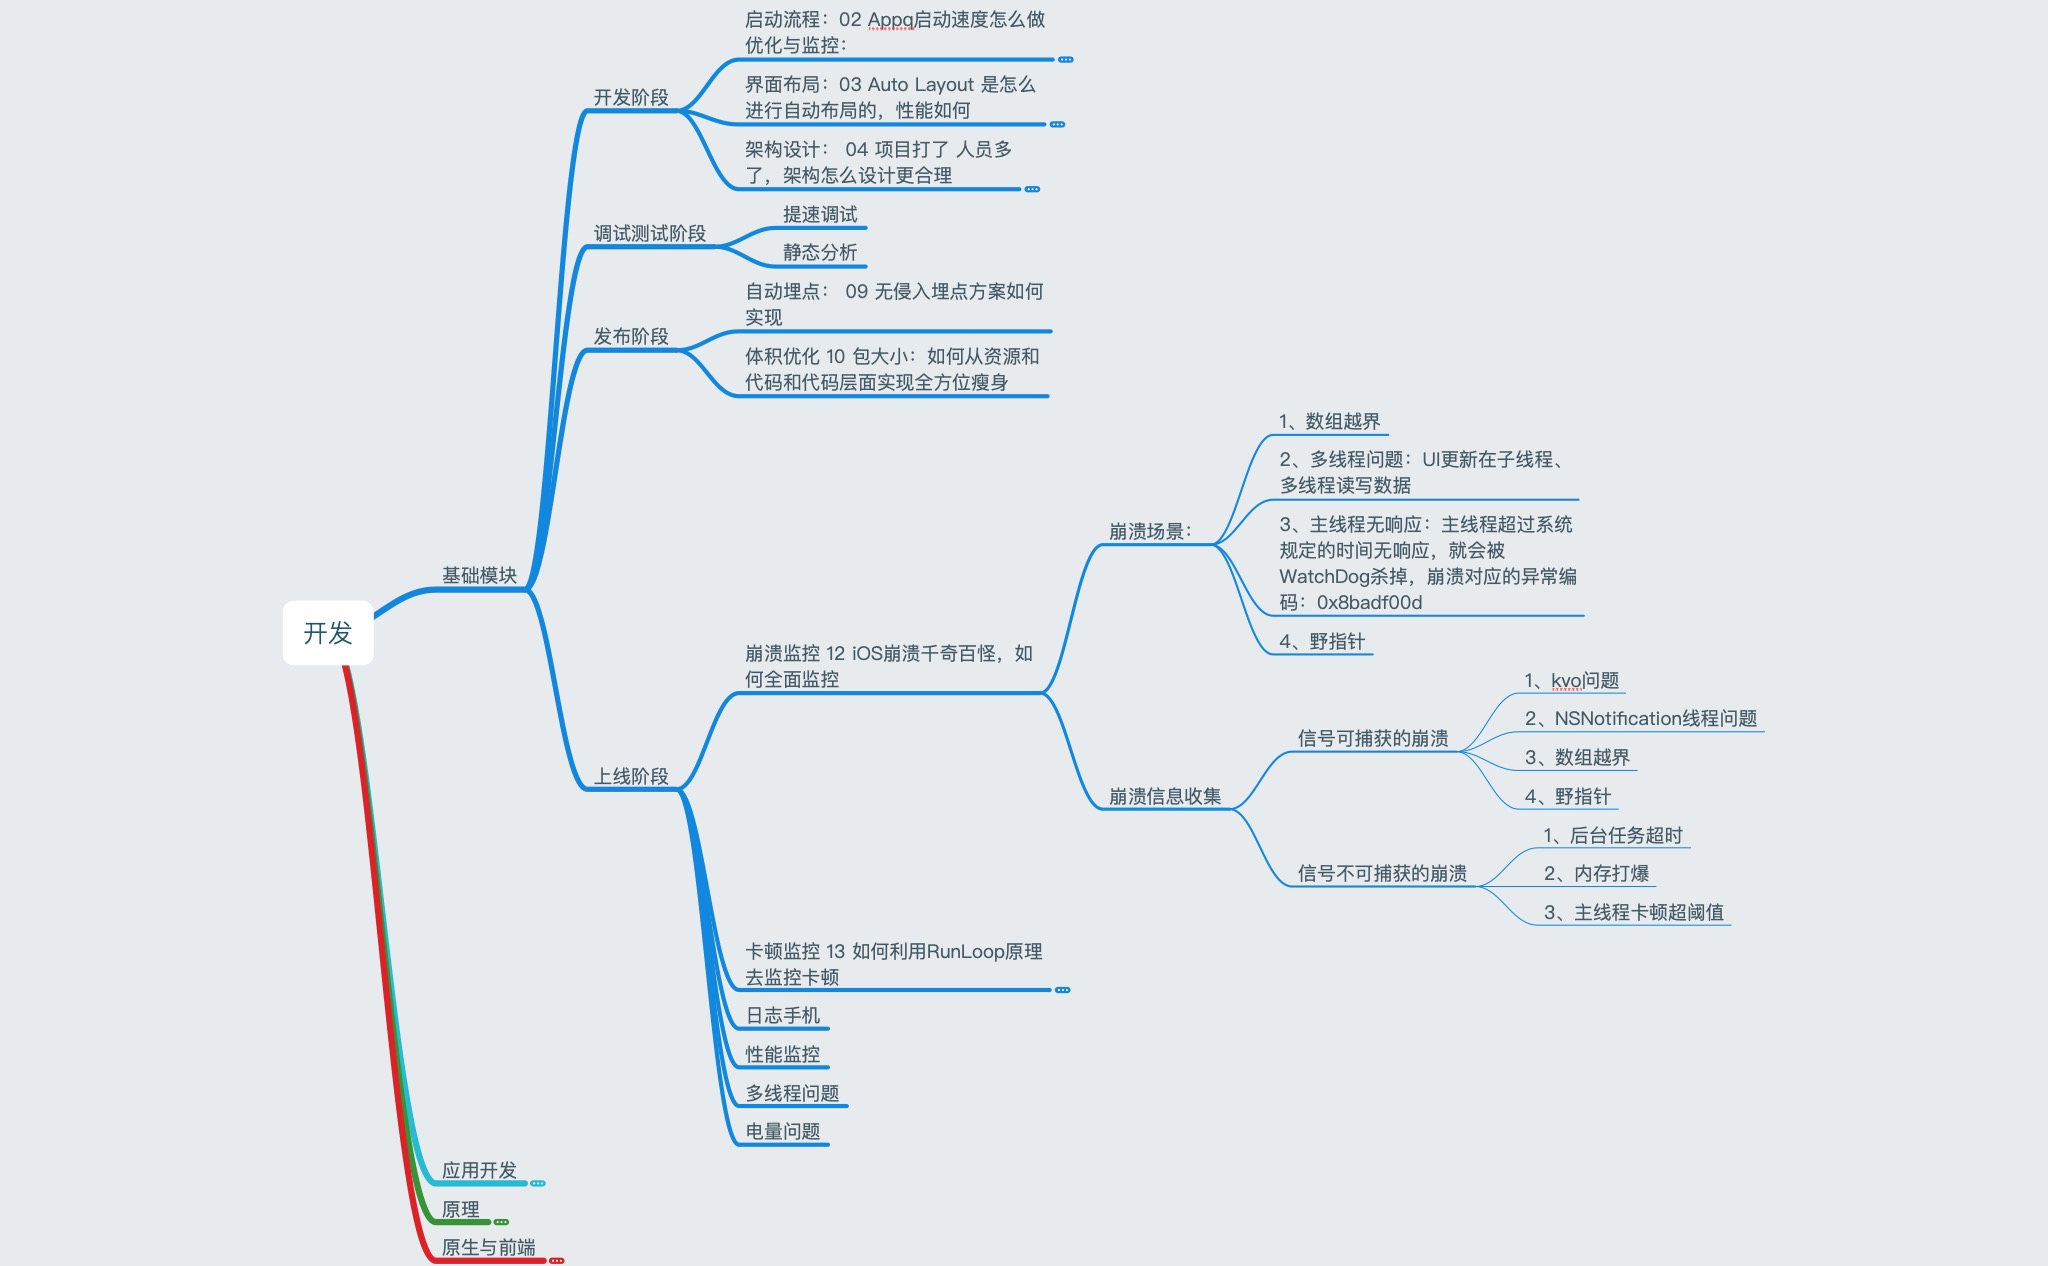 启动流程：02 Appq启动速度怎么做
优化与监控：
界面布局：03 Auto Layout 是怎么
进行自动布局的，性能如何
开发阶段
架构设计： 04 项目打了 人员多
了，架构怎么设计更合理
提速调试
调试测试阶段
静态分析
自动埋点： 09 无侵入埋点方案如何
实现
发布阶段
体积优化 10 包大小：如何从资源和
代码和代码层面实现全方位瘦身
1、数组越界
2、多线程问题：UI更新在子线程、
多线程读写数据
崩溃场景：
3、主线程无响应：主线程超过系统
规定的时间无响应，就会被
WatchDog杀掉，崩溃对应的异常编
码：0x8badf00d
4、野指针
基础模块
开发
崩溃监控 12 iOS崩溃千奇百怪，如
何全面监控
1、kvo问题
2、NSNotification线程问题
信号可捕获的崩溃
3、数组越界
4、野指针
上线阶段
崩溃信息收集
1、后台任务超时
信号不可捕获的崩溃
2、内存打爆
3、主线程卡顿超阈值
卡顿监控 13 如何利用RunLoop原理
去监控卡顿
日志手机
性能监控
多线程问题
电量问题
应用开发
原理
原生与前端